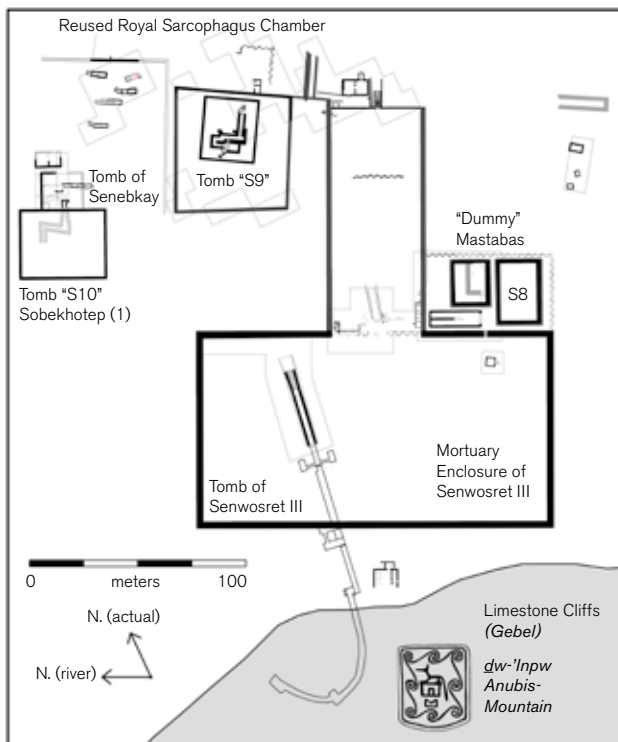 Reused Royal Sarcophagus Chamber
Tomb of
Senebkay
Tomb “S9”
“Dummy”
Mastabas
S8
Tomb “S10”
Sobekhotep (1)
Tomb of
Senwosret III
Mortuary
Enclosure of
Senwosret III
0 meters 100
N. (actual)
N. (river)
Limestone Cliffs
(Gebel)
ḏw-’Inpw
Anubis-
Mountain